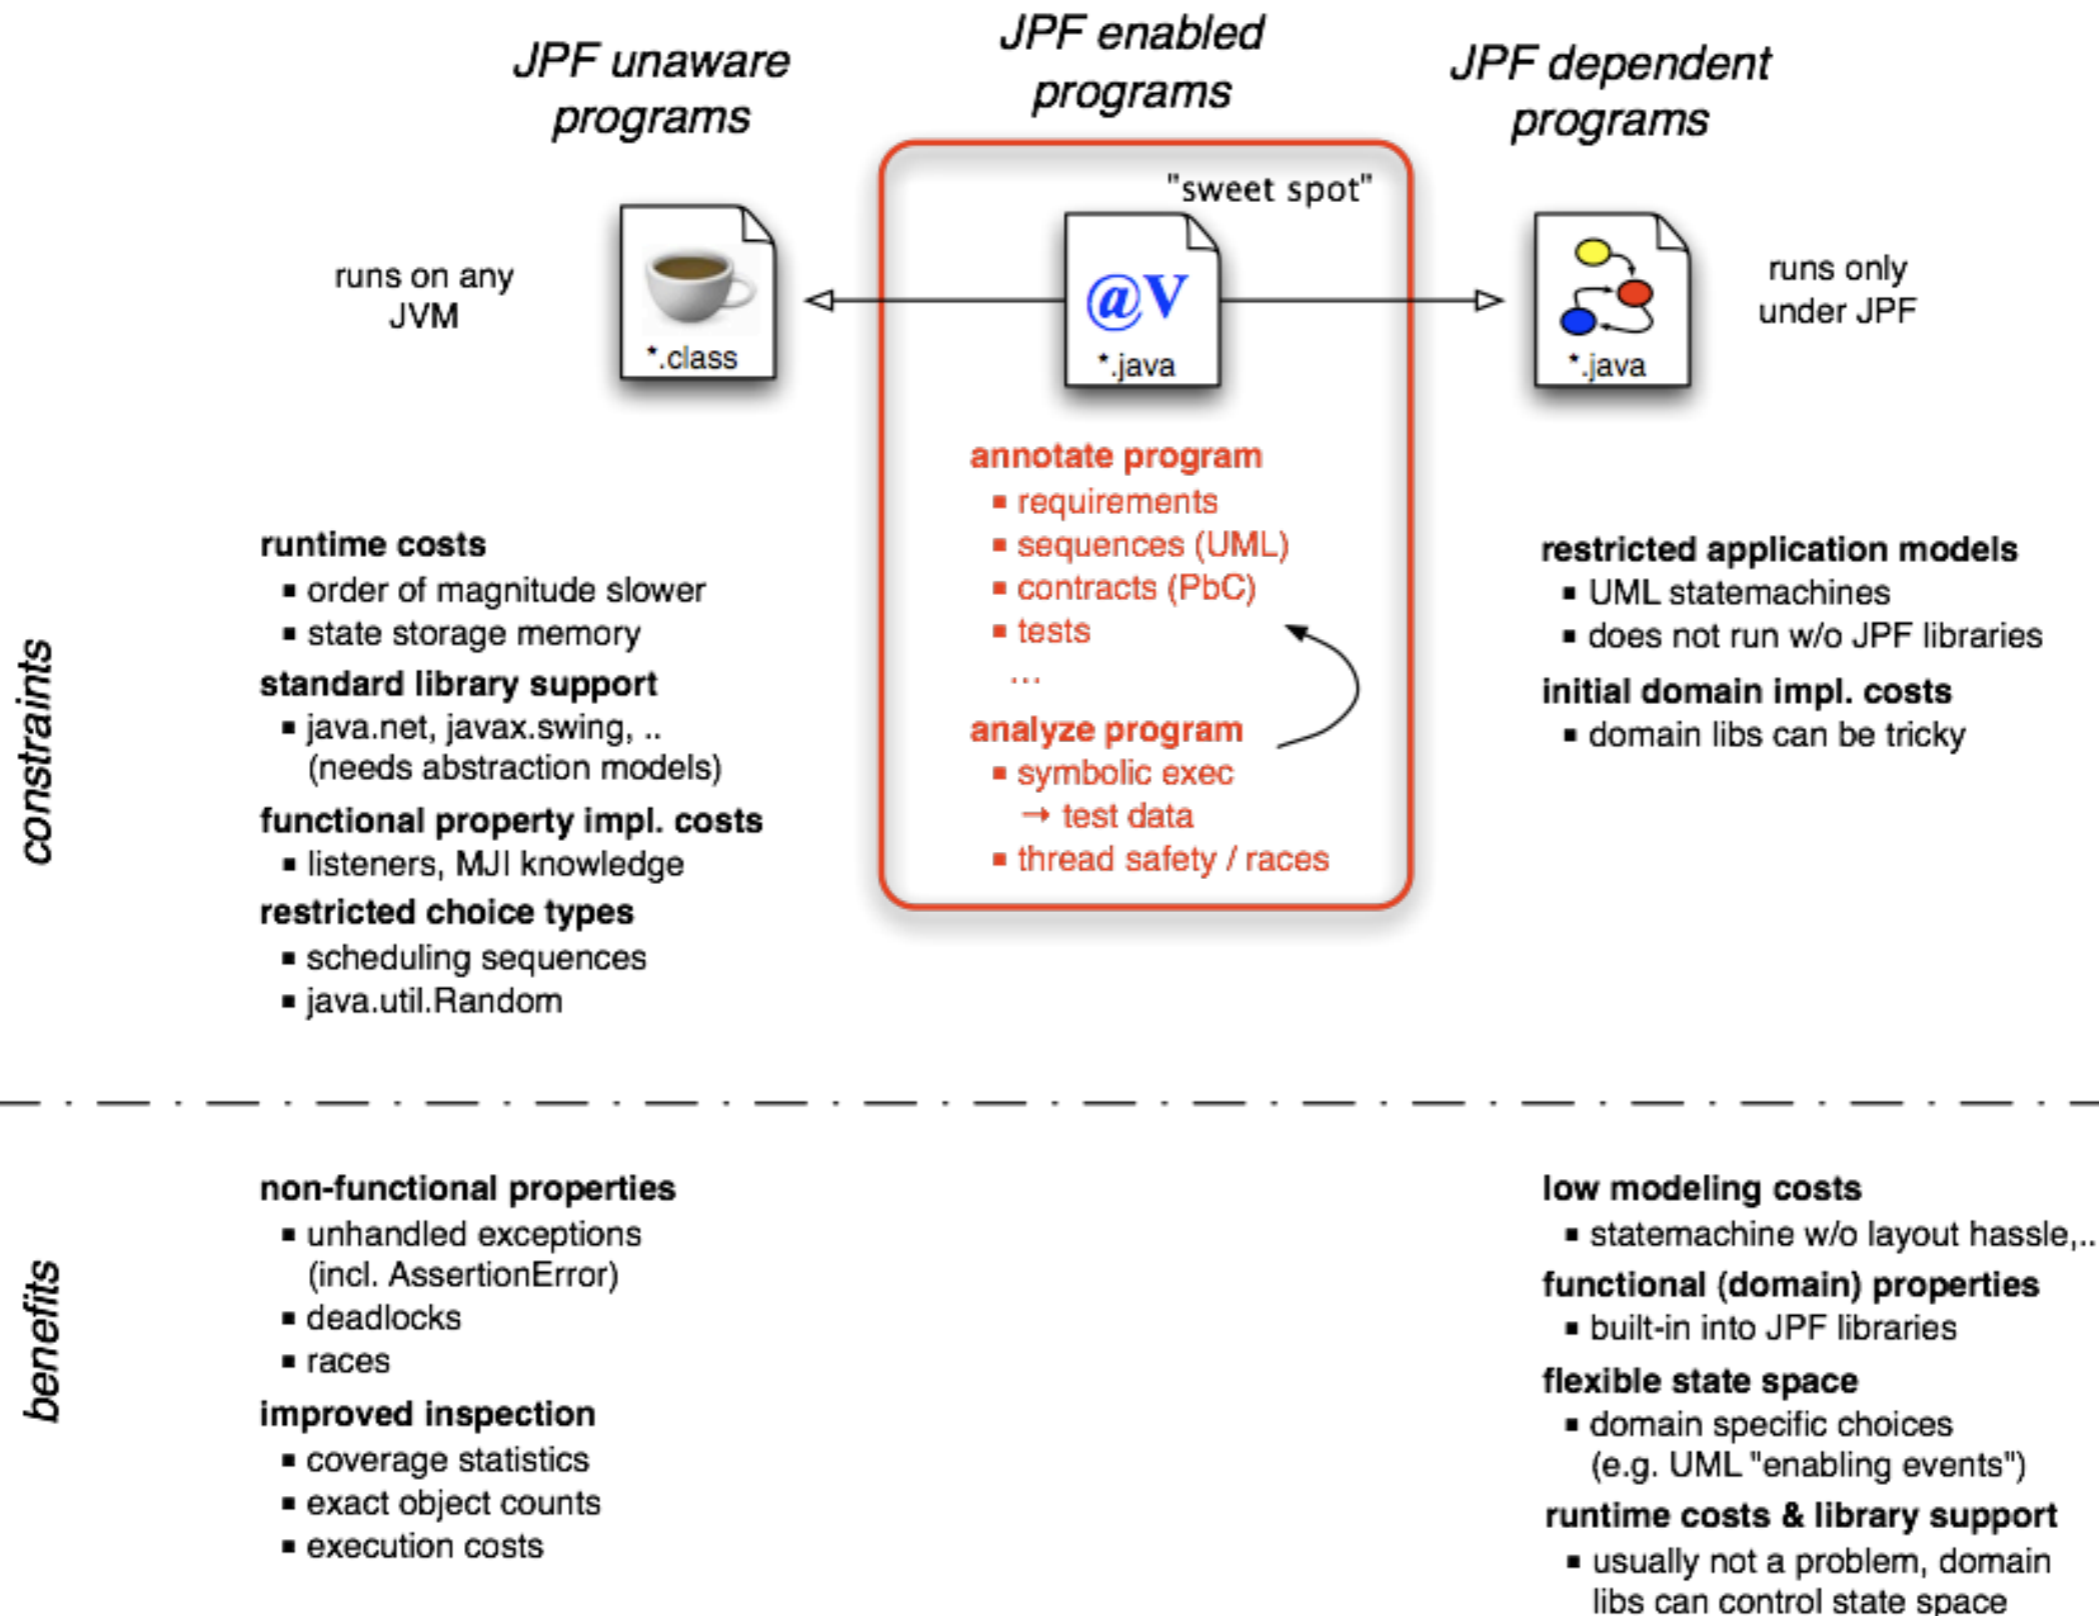 JPF unaware
programs
JPF enabled
programs
JPF dependent
programs
"sweet spot"
runs on any
JVM
*.class
@V
*.java
*.java
runs only
under JPF
annotate program
▪ requirements
▪ sequences (UML)
▪ contracts (PbC)
▪ tests
...
analyze program
▪ symbolic exec
→ test data
▪ thread safety / races
constraints
runtime costs
▪ order of magnitude slower
▪ state storage memory
standard library support
▪ java.net, javax.swing, ..
(needs abstraction models)
functional property impl. costs
▪ listeners, MJI knowledge
restricted choice types
▪ scheduling sequences
▪ java.util.Random
restricted application models
▪ UML statemachines
▪ does not run w/o JPF libraries
initial domain impl. costs
▪ domain libs can be tricky
benefits
non-functional properties
▪ unhandled exceptions
(incl. AssertionError)
▪ deadlocks
▪ races
improved inspection
▪ coverage statistics
▪ exact object counts
▪ execution costs
low modeling costs
▪ statemachine w/o layout hassle,..
functional (domain) properties
▪ built-in into JPF libraries
flexible state space
▪ domain specific choices
(e.g. UML "enabling events")
runtime costs & library support
▪ usually not a problem, domain
libs can control state space